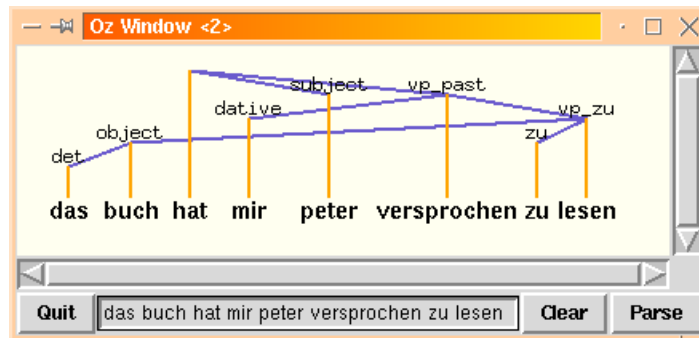 Oz Window <2>
subject vp_past
dative vp_zu
object zu
det
das buch hat mir peter versprochen zu lesen
Quit das buch hat mir peter versprochen zu lesen Clear Parse